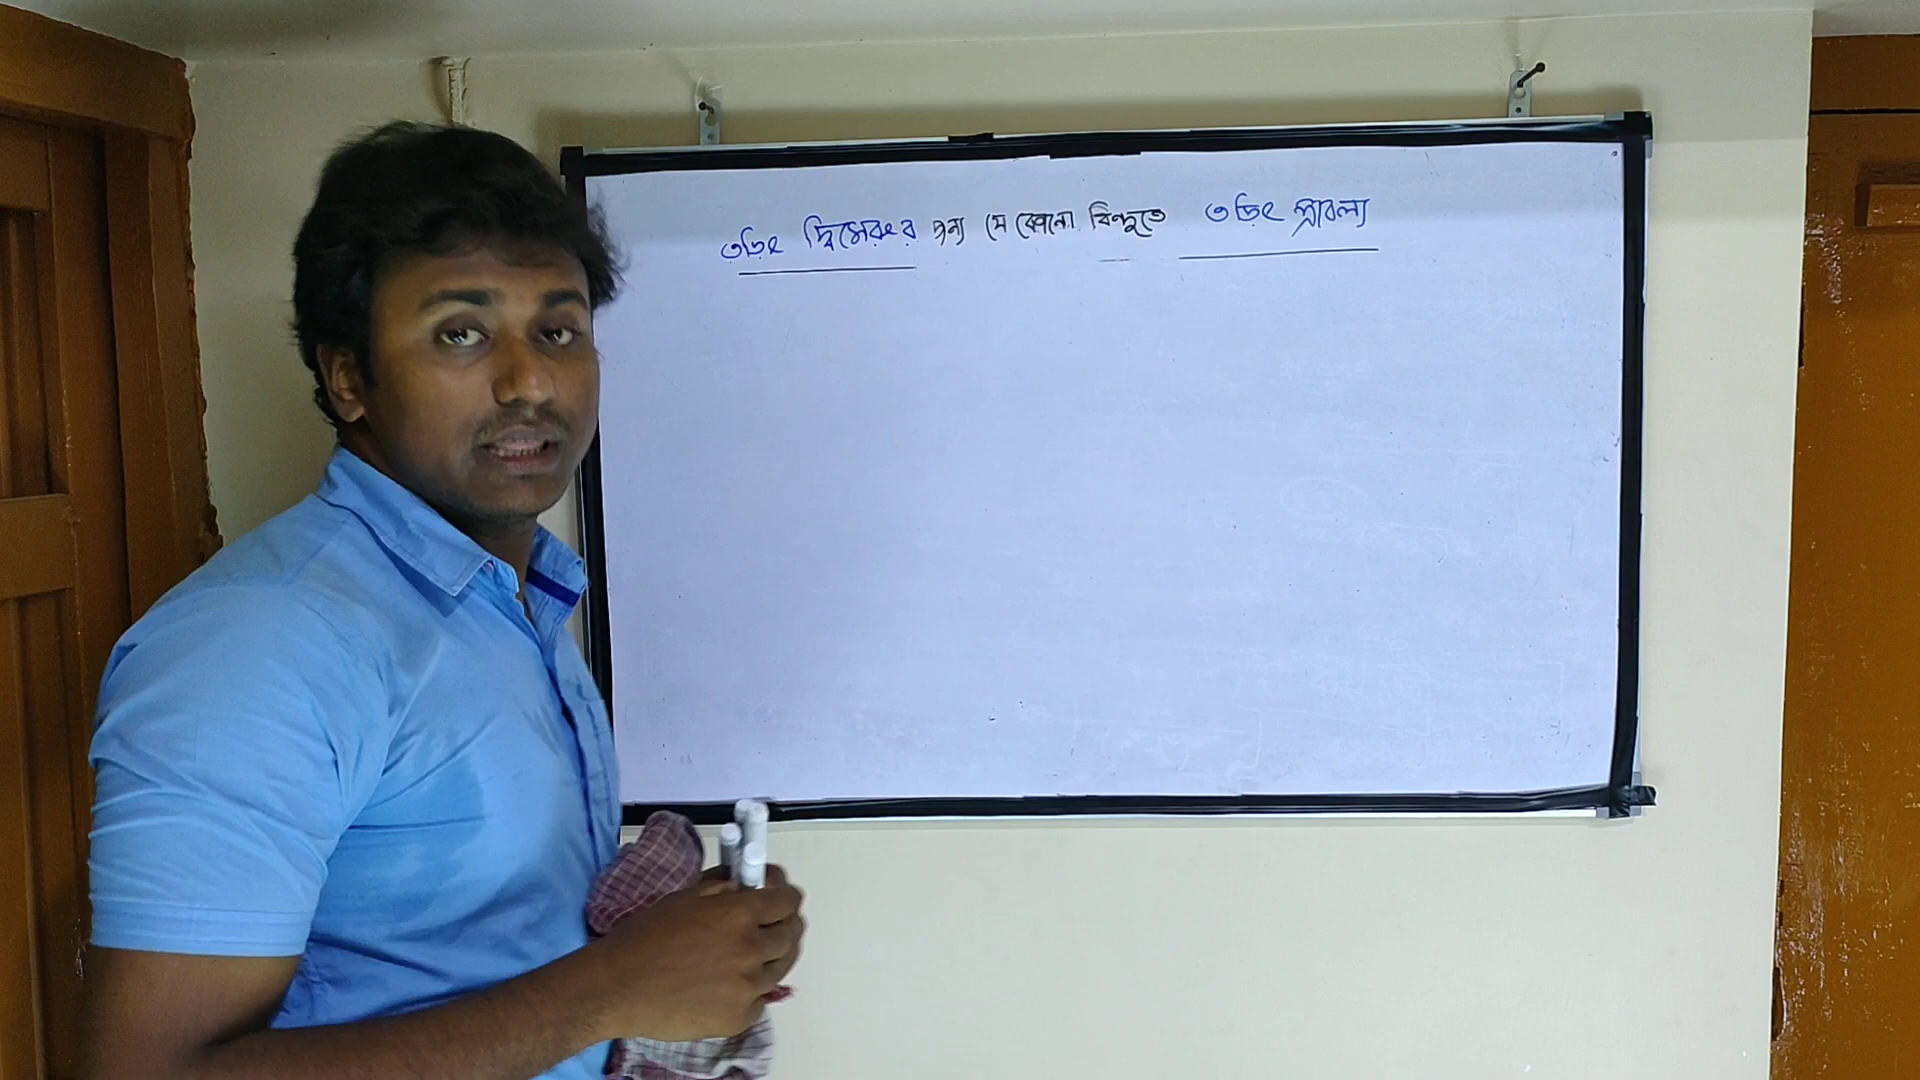 তড়িৎ দ্বিমেরুর জন্য যে কোনো বিন্দুতে তড়িৎ প্রাবল্য